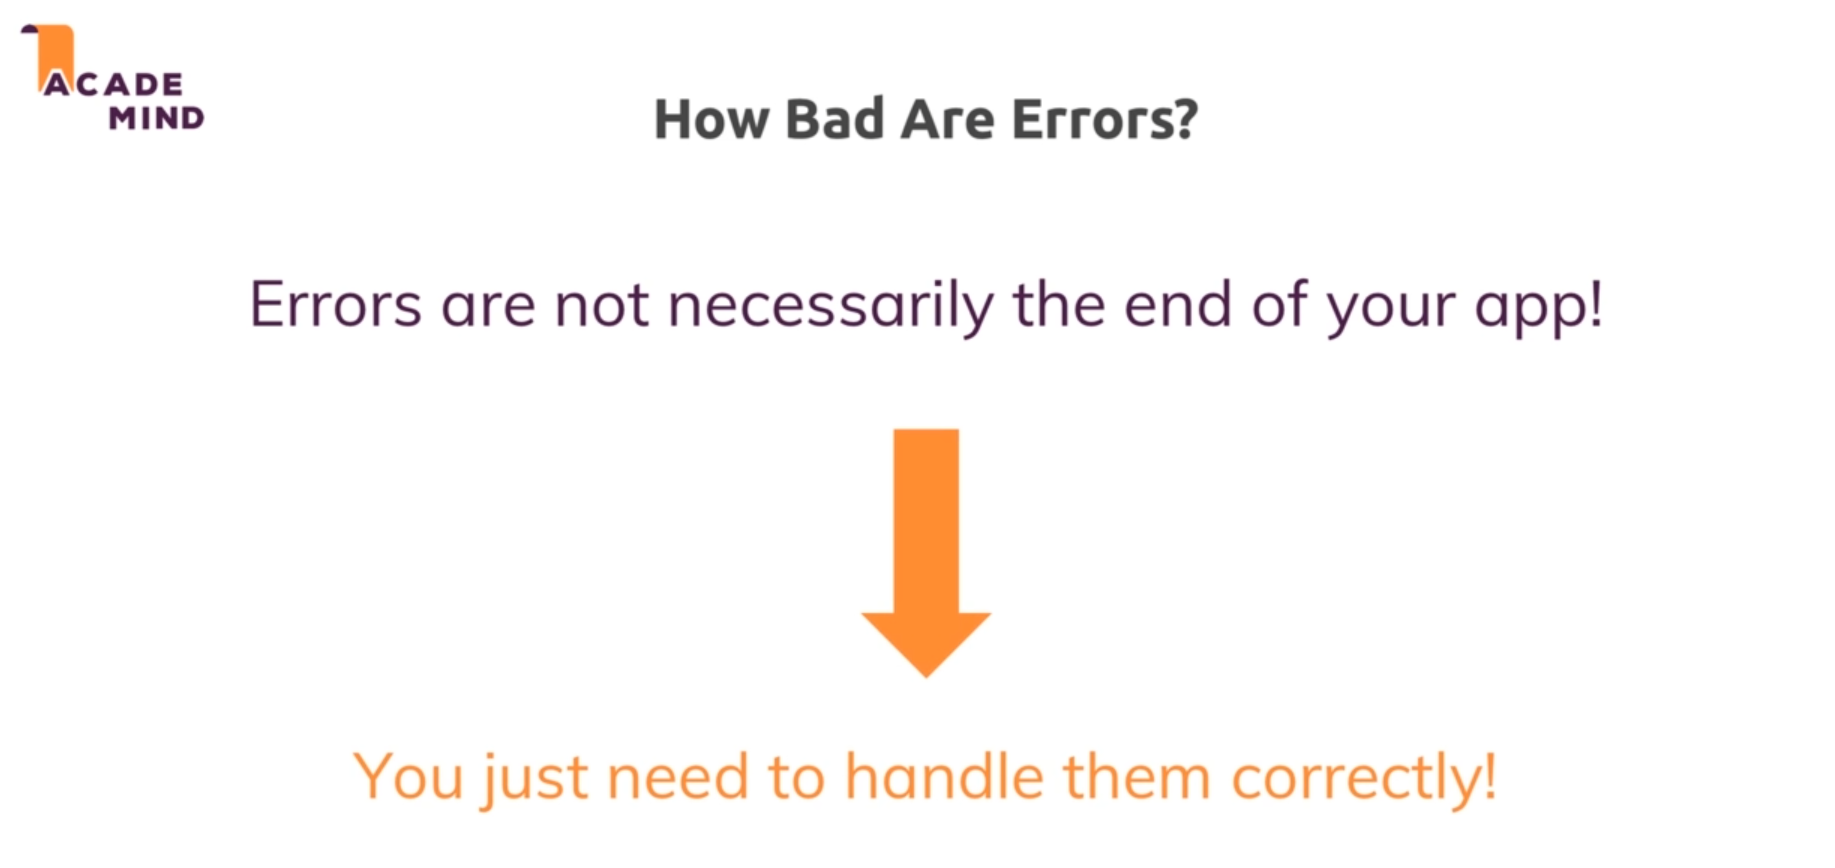 ACADE
MIND
How Bad Are Errors?
Errors are not necessarily the end of your app!
You just need to handle them correctly!